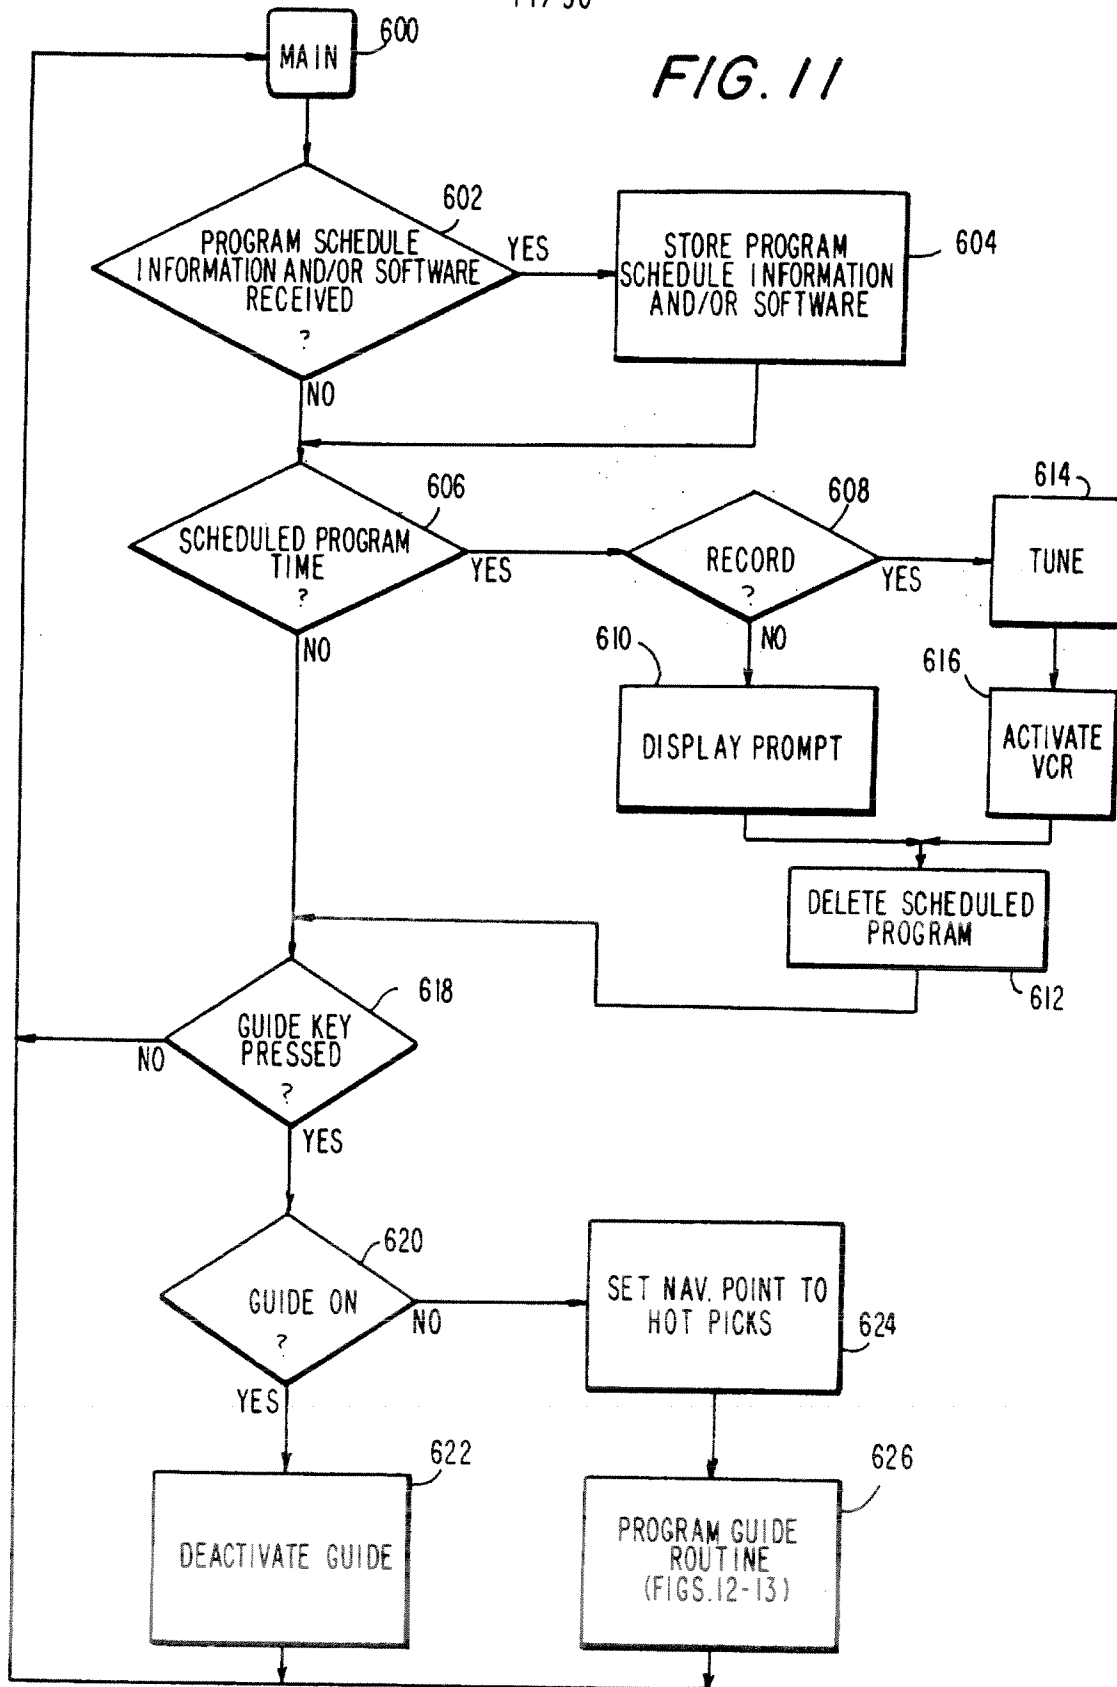 MAIN
600
FIG. 11
602
PROGRAM SCHEDULE
INFORMATION AND/OR SOFTWARE
RECEIVED
?
YES
NO
STORE PROGRAM
SCHEDULE INFORMATION
AND/OR SOFTWARE
604
606
SCHEDULED PROGRAM
TIME
?
YES
NO
608
RECORD
?
YES
NO
614
TUNE
610
DISPLAY PROMPT
616
ACTIVATE
VCR
DELETE SCHEDULED
PROGRAM
612
618
GUIDE KEY
PRESSED
?
NO
YES
620
GUIDE ON
?
NO
YES
SET NAV. POINT TO
HOT PICKS
624
622
DEACTIVATE GUIDE
626
PROGRAM GUIDE
ROUTINE
(FIGS.12-13)